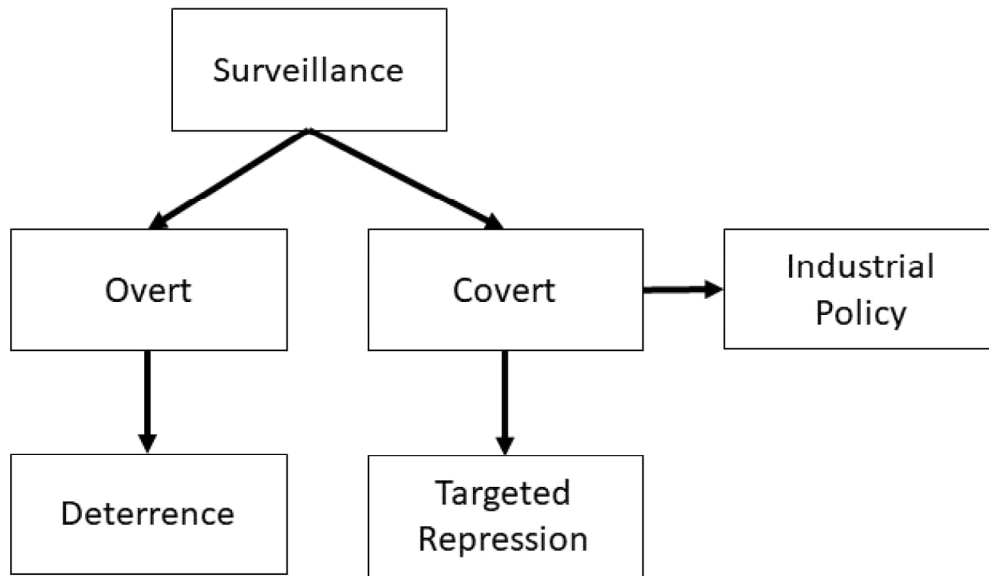 Surveillance
Overt
Covert
Industrial
Policy
Deterrence
Targeted
Repression